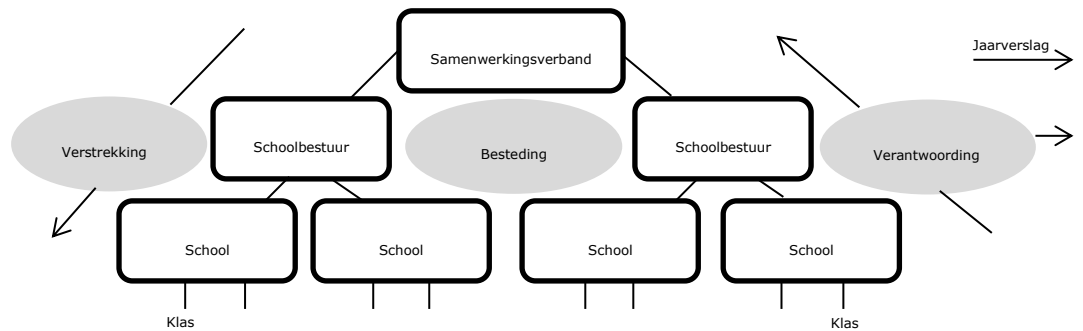 Jaarverslag
Samenwerkingsverband
Verstrekking
Schoolbestuur
Besteding
Schoolbestuur
Verantwoording
School
School
School
School
Klas
Klas